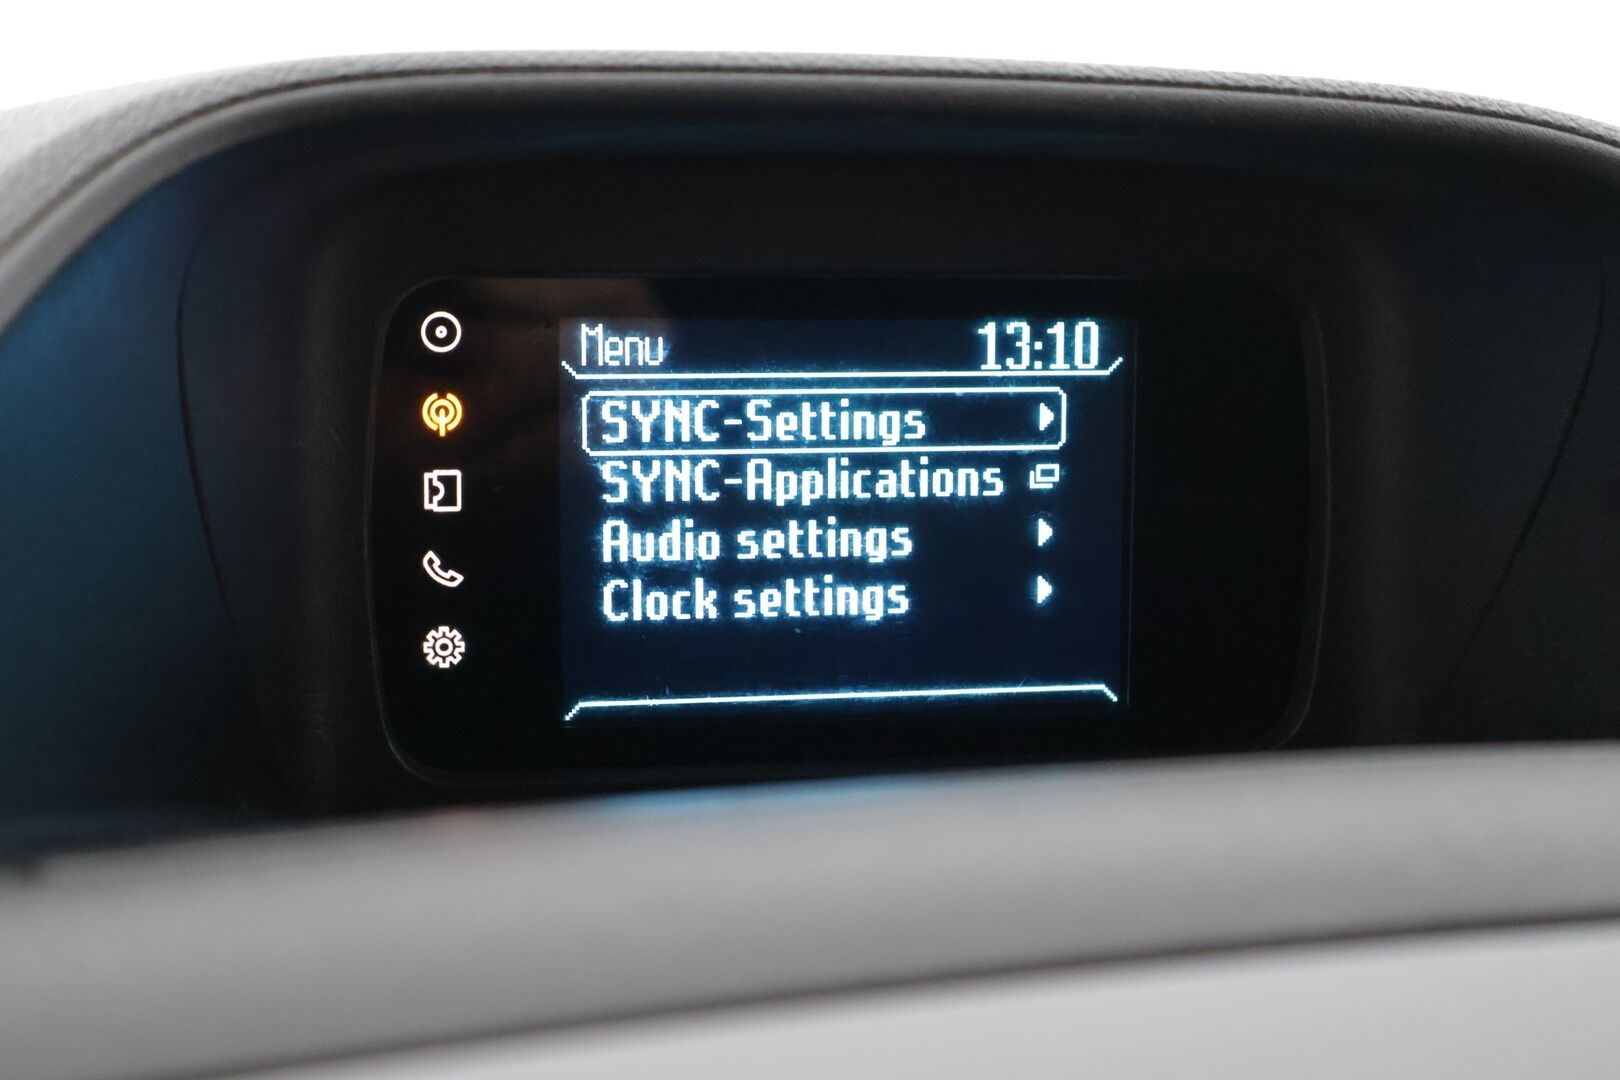 Menu 13:10
SYNC-Settings
SYNC-Applications
Audio settings
Clock settings